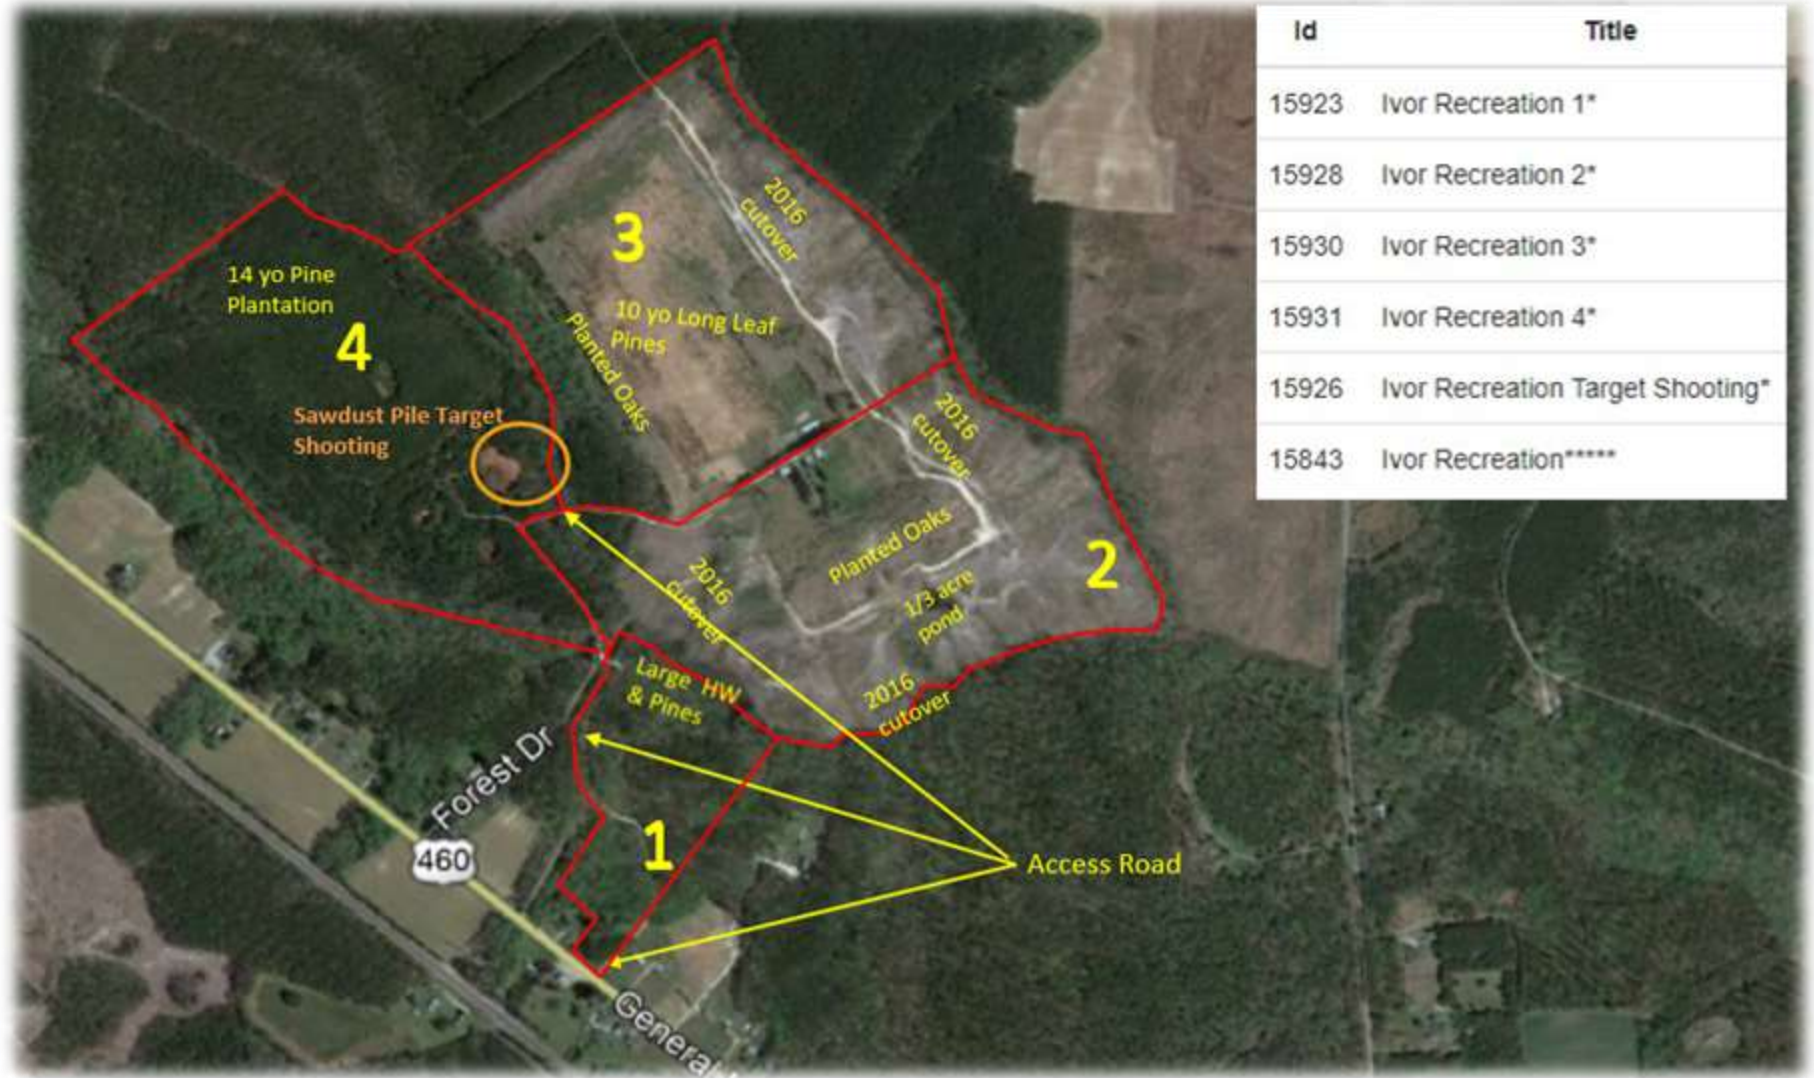 Id Title
15923 Ivor Recreation 1*
15928 Ivor Recreation 2*
15930 Ivor Recreation 3*
15931 Ivor Recreation 4*
15926 Ivor Recreation Target Shooting*
15843 Ivor Recreation*****
2016
cutover
3
14 yo Pine
Plantation
4
10 yo Long Leaf
Pines
Planted Oaks
Sawdust Pile Target
Shooting
2016
cutover
Planted Oaks
2
2016
cutover
1/3 acre
pond
Large HW
& Pines
2016
cutover
Forest Dr
1
460
Access Road
General